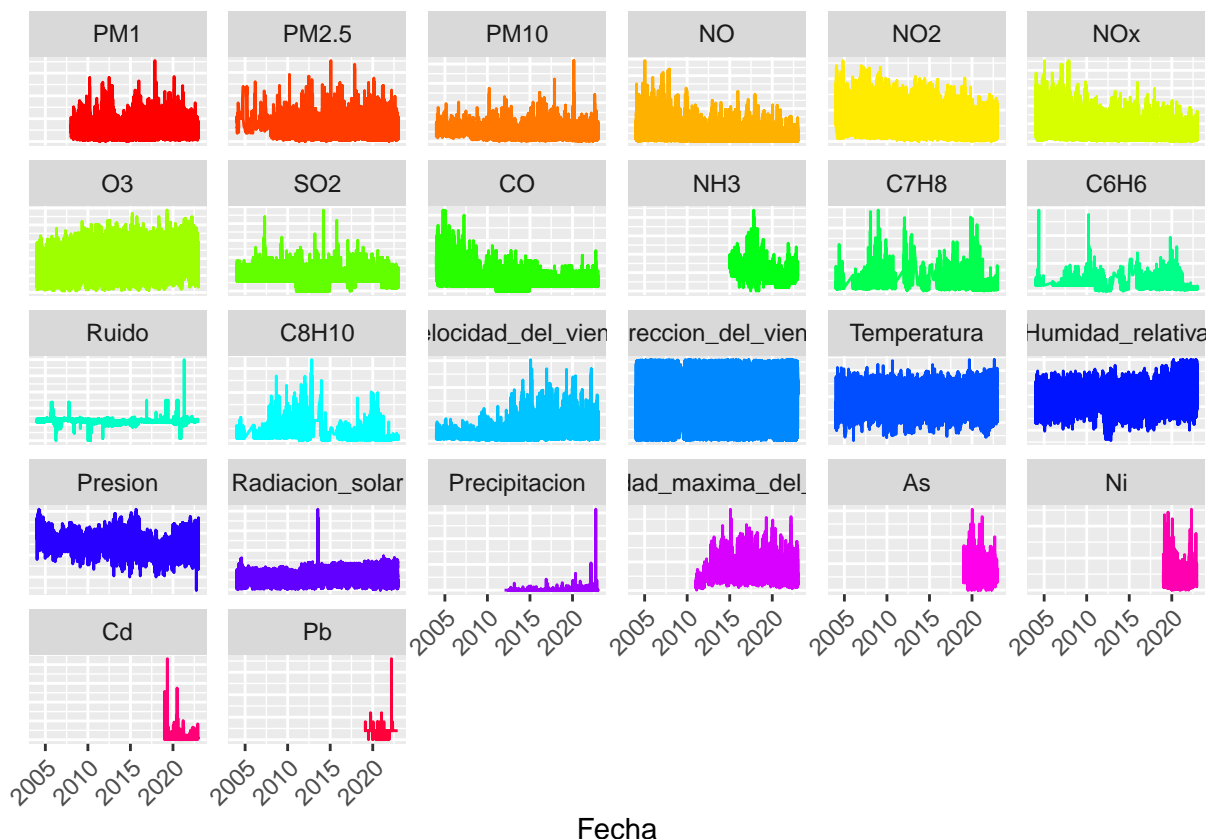 PM1 PM2.5 PM10 NO NO2 NOx
O3 SO2 CO NH3 C7H8 C6H6
Ruido C8H10 elocidad_del_vien reccion_del_vien Temperatura Humedad_relativa
Presion Radiacion_solar Precipitacion dad_maxima_del_ As Ni
2005 2010 2015 2020 2005 2010 2015 2020 2005 2010 2015 2020 2005 2010 2015 2020
Cd Pb
2005 2010 2015 2020 2005 2010 2015 2020
Fecha